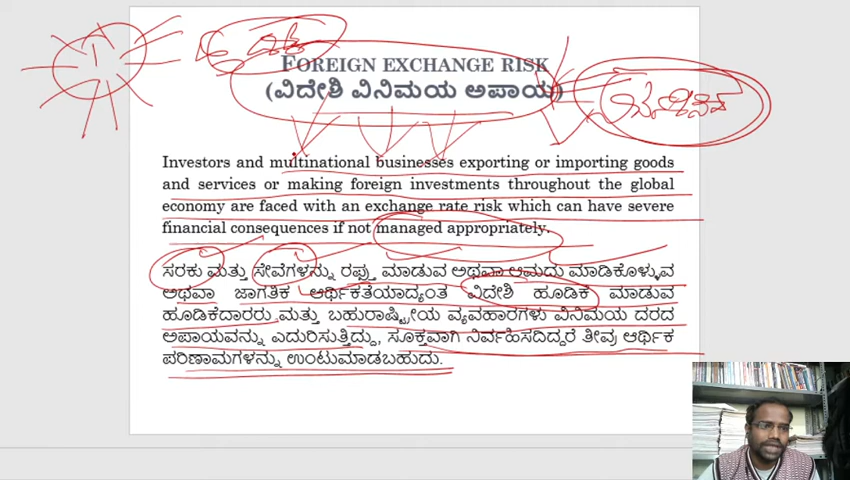 FOREIGN EXCHANGE RISK
(ವಿದೇಶಿ ವಿನಿಮಯ ಅಪಾಯ)
Investors and multinational businesses exporting or importing goods
and services or making foreign investments throughout the global
economy are faced with an exchange rate risk which can have severe
financial consequences if not managed appropriately.
ಸರಕು ಮತ್ತು ಸೇವೆಗಳನ್ನು ರಫ್ತು ಮಾಡುವ ಅಥವಾ ಆಮದು ಮಾಡಿಕೊಳ್ಳುವ
ಅಥವಾ ಜಾಗತಿಕ ಆರ್ಥಿಕತೆಯಾದ್ಯಂತ ವಿದೇಶಿ ಹೂಡಿಕೆ ಮಾಡುವ
ಹೂಡಿಕೆದಾರರು ಮತ್ತು ಬಹುರಾಷ್ಟ್ರೀಯ ವ್ಯವಹಾರಗಳು ವಿನಿಮಯ ದರದ
ಅಪಾಯವನ್ನು ಎದುರಿಸುತ್ತಿದ್ದು, ಸೂಕ್ತವಾಗಿ ನಿರ್ವಹಿಸದಿದ್ದರೆ ತೀವ್ರ ಆರ್ಥಿಕ
ಪರಿಣಾಮಗಳನ್ನು ಉಂಟುಮಾಡಬಹುದು.